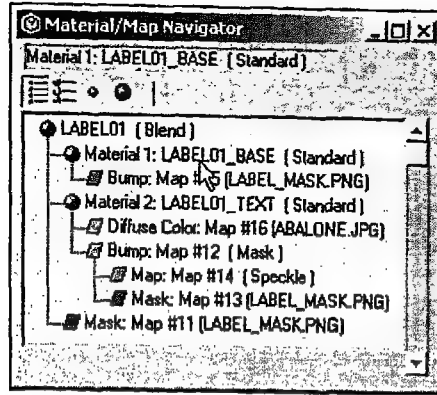 Material/Map Navigator
Material 1: LABEL01_BASE (Standard)
LABEL01 (Blend)
Material 1: LABEL01_BASE (Standard)
Bump: Map #5 (LABEL_MASK.PNG)
Material 2: LABEL01_TEXT (Standard)
Diffuse Color: Map #16 (ABALONE.JPG)
Bump: Map #12 (Mask)
Map: Map #14 (Speckle)
Mask: Map #13 (LABEL_MASK.PNG)
Mask: Map #11 (LABEL_MASK.PNG)